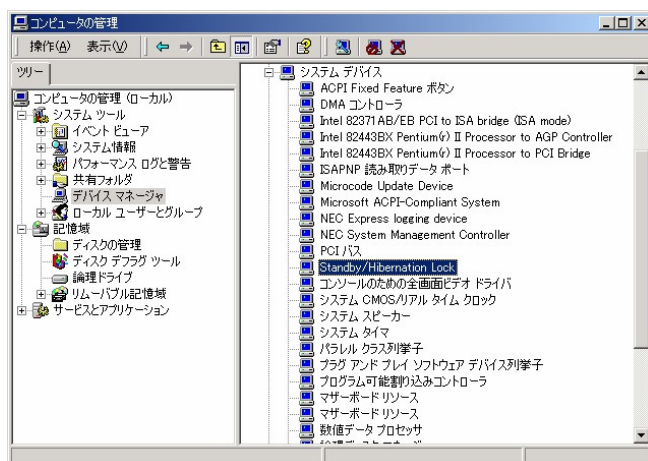 コンピュータの管理
操作(A) 表示(V)
ツリー
コンピュータの管理 (ローカル)
システム ツール
イベント ビューア
システム情報
パフォーマンス ログと警告
共有フォルダ
デバイス マネージャ
ローカル ユーザーとグループ
記憶域
ディスクの管理
ディスク デフラグ ツール
論理ドライブ
リムーバブル記憶域
サービスとアプリケーション
システム デバイス
ACPI Fixed Feature ボタン
DMA コントローラ
Intel 82371AB/EB PCI to ISA bridge (ISA mode)
Intel 82443BX Pentium(r) II Processor to AGP Controller
Intel 82443BX Pentium(r) II Processor to PCI Bridge
ISAPNP 読み取りデータ ポート
Microcode Update Device
Microsoft ACPI-Compliant System
NEC Express logging device
NEC System Management Controller
PCI バス
Standby/Hibernation Lock
コンソールのための全画面ビデオ ドライバ
システム CMOS/リアル タイム クロック
システム スピーカー
システム タイマ
パラレル クラス列挙子
プラグ アンド プレイ ソフトウェア デバイス列挙子
プログラム可能割り込みコントローラ
マザーボード リソース
マザーボード リソース
数値データ プロセッサ